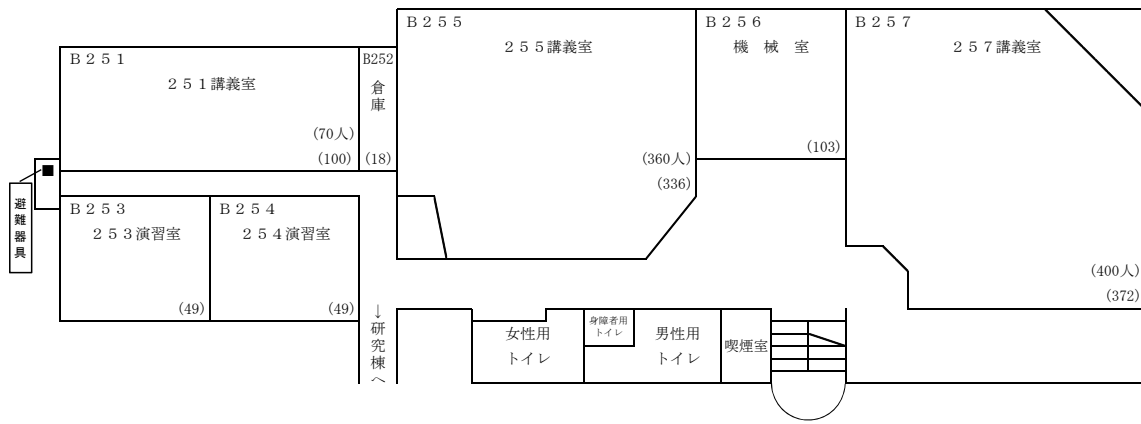 Ｂ２５１
２５１講義室
(70人)
(100)
B252
倉庫
(18)
Ｂ２５５
２５５講義室
(360人)
(336)
Ｂ２５６
機　械　室
(103)
Ｂ２５７
２５７講義室
(400人)
(372)
避難器具
Ｂ２５３
２５３演習室
(49)
Ｂ２５４
２５４演習室
(49)
↓研究棟へ
女性用
トイレ
身障者用
トイレ
男性用
トイレ
喫煙室